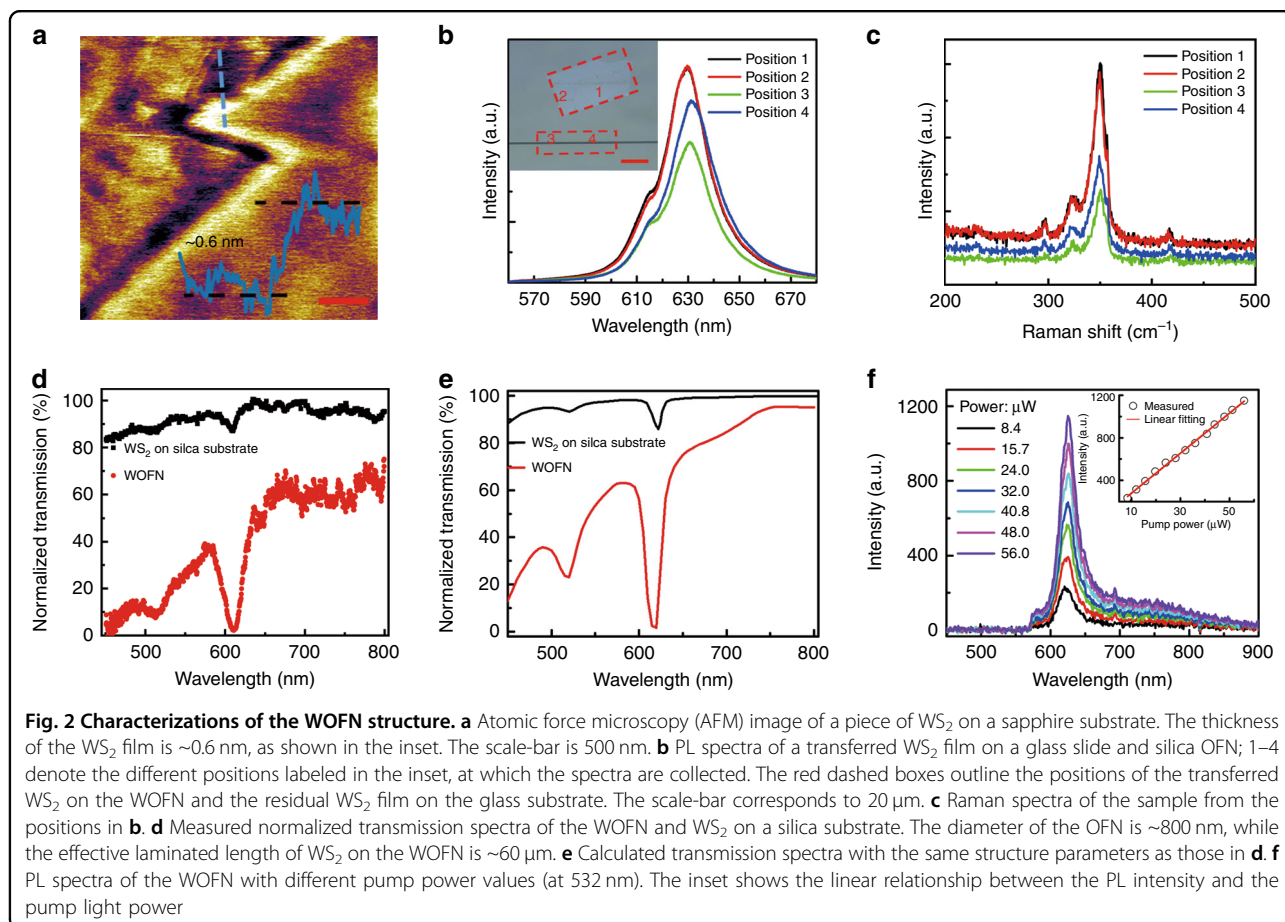 a
~0.6 nm
b
Intensity (a.u.)
2 1
3 4
Position 1
Position 2
Position 3
Position 4
570 590 610 630 650 670
Wavelength (nm)
c
Intensity (a.u.)
Position 1
Position 2
Position 3
Position 4
200 300 400 500
Raman shift (cm⁻¹)
d
Normalized transmission (%)
100
80
60
40
20
0
WS₂ on silca substrate
WOFN
500 600 700 800
Wavelength (nm)
e
Normalized transmission (%)
100
80
60
40
20
0
WS₂ on silca substrate
WOFN
500 600 700 800
Wavelength (nm)
f
Intensity (a.u.)
1200
800
400
0
Power: μW
8.4
15.7
24.0
32.0
40.8
48.0
56.0
Intensity (a.u.)
1200
800
400
Measured
Linear fitting
10 30 50
Pump power (μW)
500 600 700 800 900
Wavelength (nm)
Fig. 2 Characterizations of the WOFN structure. a Atomic force microscopy (AFM) image of a piece of WS₂ on a sapphire substrate. The thickness
of the WS₂ film is ~0.6 nm, as shown in the inset. The scale-bar is 500 nm. b PL spectra of a transferred WS₂ film on a glass slide and silica OFN; 1–4
denote the different positions labeled in the inset, at which the spectra are collected. The red dashed boxes outline the positions of the transferred
WS₂ on the WOFN and the residual WS₂ film on the glass substrate. The scale-bar corresponds to 20 μm. c Raman spectra of the sample from the
positions in b. d Measured normalized transmission spectra of the WOFN and WS₂ on a silica substrate. The diameter of the OFN is ~800 nm, while
the effective laminated length of WS₂ on the WOFN is ~60 μm. e Calculated transmission spectra with the same structure parameters as those in d. f
PL spectra of the WOFN with different pump power values (at 532 nm). The inset shows the linear relationship between the PL intensity and the
pump light power